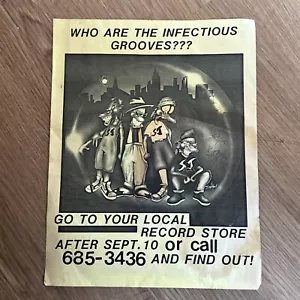 WHO ARE THE INFECTIOUS
GROOVES???
GO TO YOUR LOCAL
RECORD STORE
AFTER SEPT. 10 or call
685-3436 AND FIND OUT!